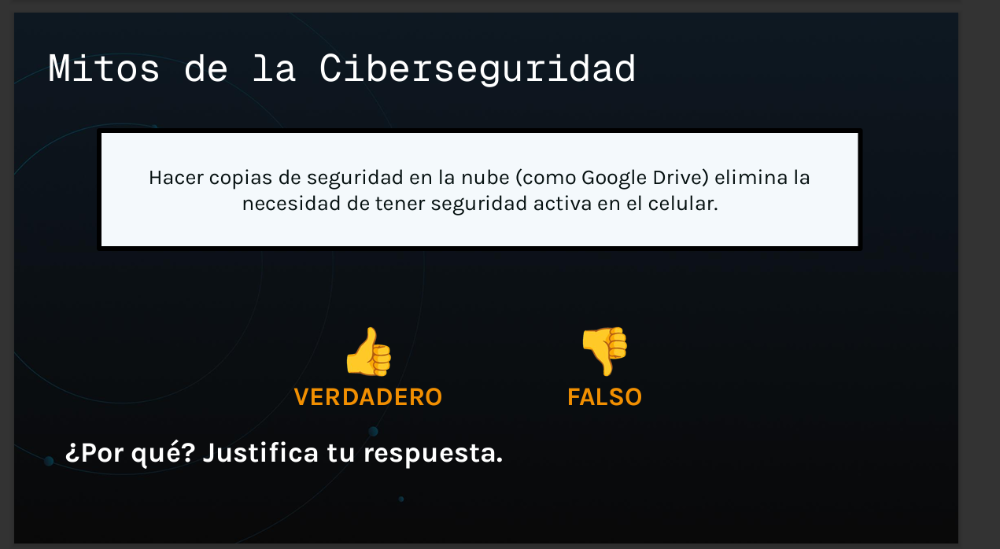 Mitos de la Ciberseguridad
Hacer copias de seguridad en la nube (como Google Drive) elimina la
necesidad de tener seguridad activa en el celular.
VERDADERO
FALSO
¿Por qué? Justifica tu respuesta.